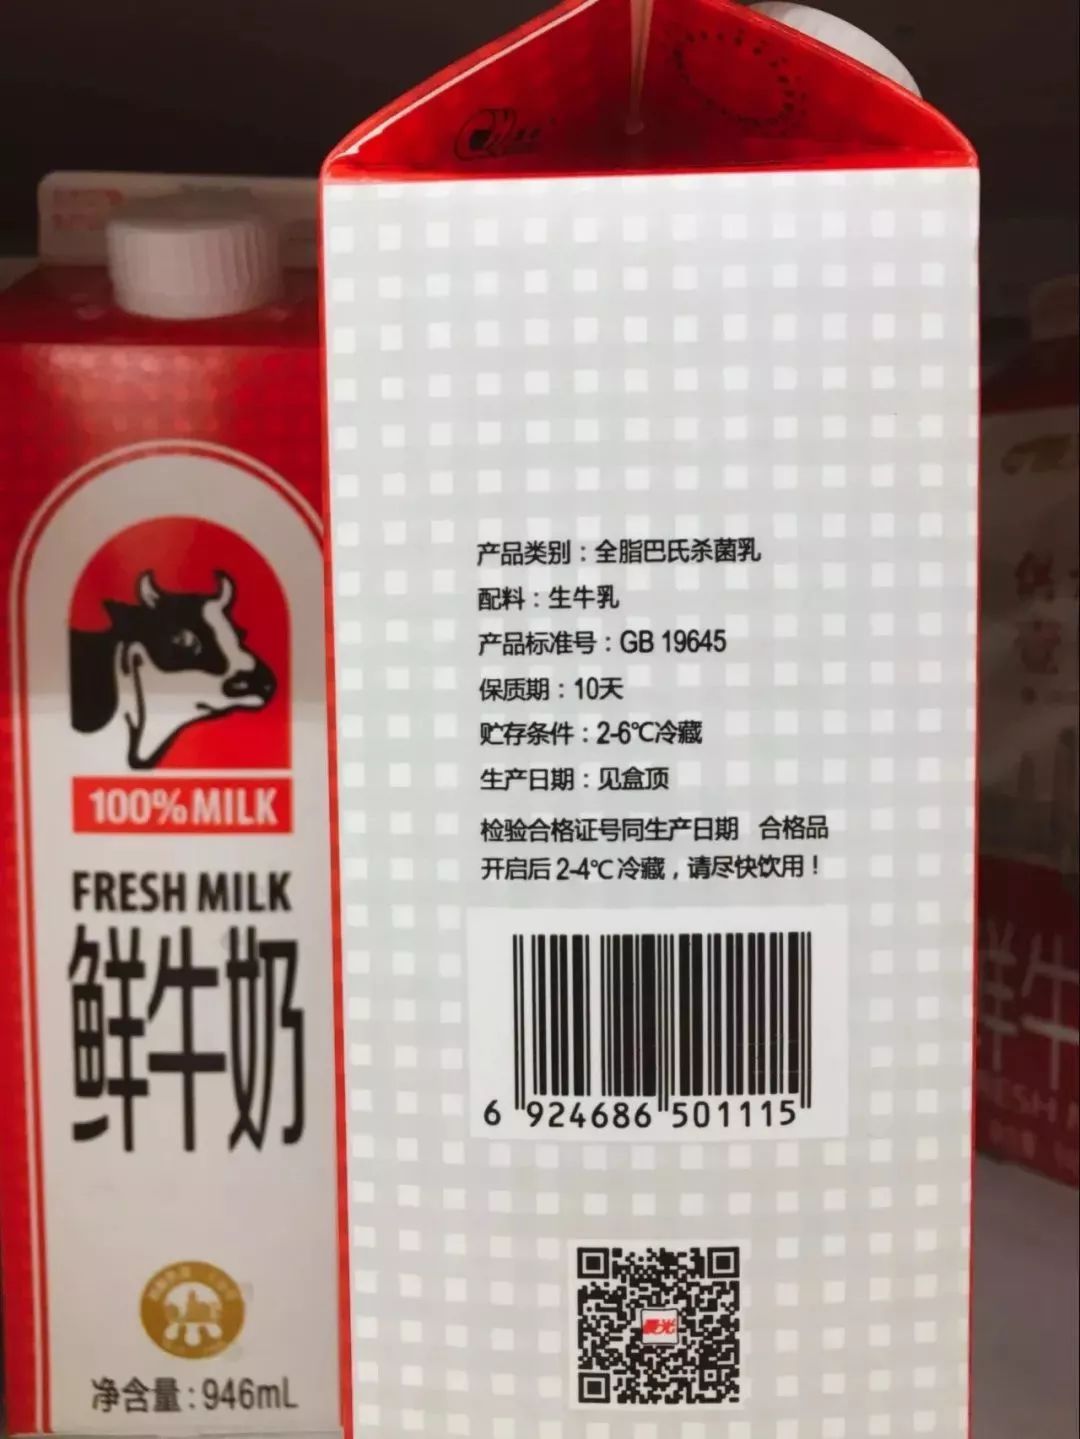 产品类别：全脂巴氏杀菌乳
配料：生牛乳
产品标准号：GB 19645
保质期：10天
贮存条件：2-6℃冷藏
生产日期：见盒顶
检验合格证号同生产日期 合格品
开启后 2-4℃ 冷藏，请尽快饮用！
6 924686 501115
晨光
100% MILK
FRESH MILK
鲜牛奶
净含量：946mL